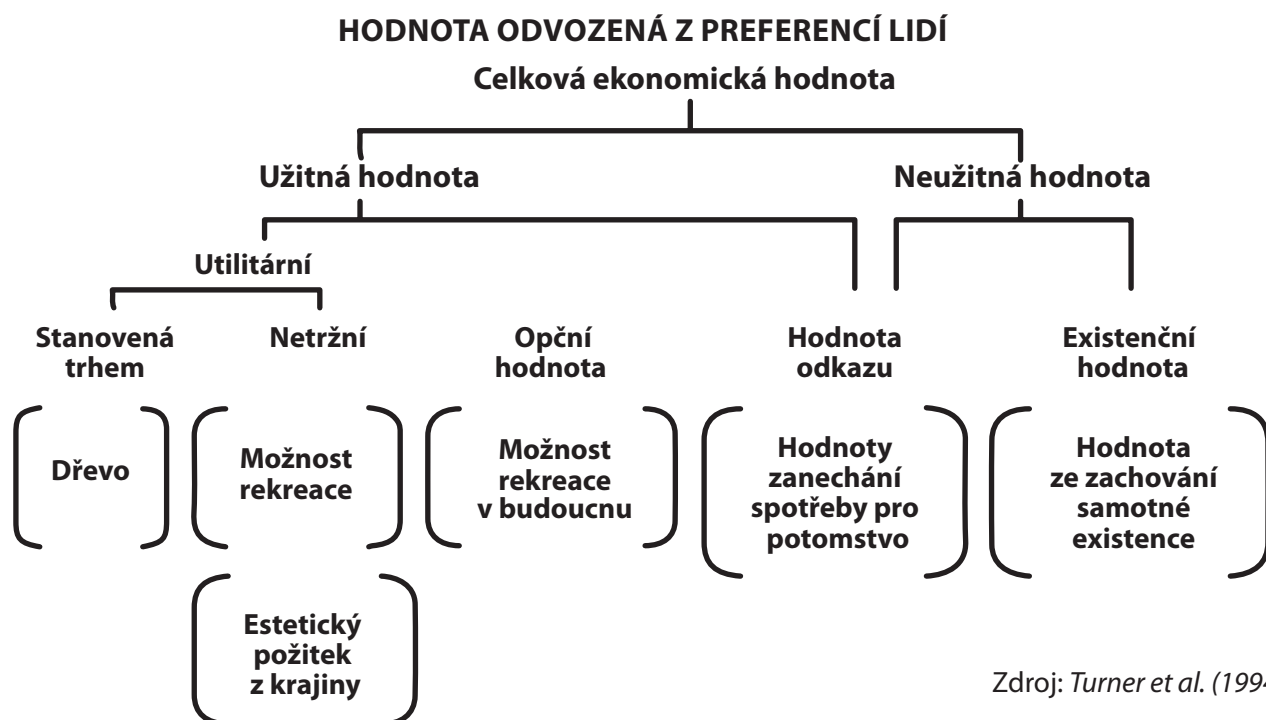 HODNOTA ODVOZENÁ Z PREFERENCÍ LIDÍ
Celková ekonomická hodnota
Užitná hodnota
Neužitná hodnota
Utilitární
Stanovená
trhem
Netržní
Opční
hodnota
Hodnota
odkazu
Existenční
hodnota
Dřevo
Možnost
rekreace
Možnost
rekreace
v budoucnu
Hodnoty
zanechání
spotřeby pro
potomstvo
Hodnota
ze zachování
samotné
existence
Estetický
požitek
z krajiny
Zdroj: Turner et al. (1994